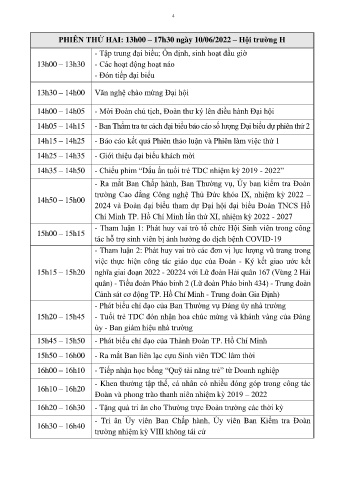 4
PHIÊN THỨ HAI: 13h00 – 17h30 ngày 10/06/2022 – Hội trường H
13h00 – 13h30
- Tập trung đại biểu; Ổn định, sinh hoạt đầu giờ
- Các hoạt động hoạt náo
- Đón tiếp đại biểu
13h30 – 14h00
Văn nghệ chào mừng Đại hội
14h00 – 14h05
- Mời Đoàn chủ tịch, Đoàn thư ký lên điều hành Đại hội
14h05 – 14h15
- Ban Thẩm tra tư cách đại biểu báo cáo số lượng Đại biểu dự phiên thứ 2
14h15 – 14h25
- Báo cáo kết quả Phiên thảo luận và Phiên làm việc thứ 1
14h25 – 14h35
- Giới thiệu đại biểu khách mời
14h35 – 14h50
- Chiếu phim “Dấu ấn tuổi trẻ TDC nhiệm kỳ 2019 - 2022”
14h50 – 15h00
- Ra mắt Ban Chấp hành, Ban Thường vụ, Ủy ban kiểm tra Đoàn
trường Cao đẳng Công nghệ Thủ Đức khóa IX, nhiệm kỳ 2022 –
2024 và Đoàn đại biểu tham dự Đại hội đại biểu Đoàn TNCS Hồ
Chí Minh TP. Hồ Chí Minh lần thứ XI, nhiệm kỳ 2022 - 2027
15h00 – 15h15
- Tham luận 1: Phát huy vai trò tổ chức Hội Sinh viên trong công
tác hỗ trợ sinh viên bị ảnh hưởng do dịch bệnh COVID-19
15h15 – 15h20
- Tham luận 2: Phát huy vai trò các đơn vị lực lượng vũ trang trong
việc thực hiện công tác giáo dục của Đoàn - Ký kết giao ước kết
nghĩa giai đoạn 2022 - 20224 với Lữ đoàn Hải quân 167 (Vùng 2 Hải
quân) - Tiểu đoàn Pháo binh 2 (Lữ đoàn Pháo binh 434) - Trung đoàn
Cảnh sát cơ động TP. Hồ Chí Minh - Trung đoàn Gia Định)
15h20 – 15h45
- Phát biểu chỉ đạo của Ban Thường vụ Đảng ủy nhà trường
- Tuổi trẻ TDC đón nhận hoa chúc mừng và khánh vàng của Đảng
ủy - Ban giám hiệu nhà trường
15h45 – 15h50
- Phát biểu chỉ đạo của Thành Đoàn TP. Hồ Chí Minh
15h50 – 16h00
- Ra mắt Ban liên lạc cựu Sinh viên TDC lâm thời
16h00 – 16h10
- Tiếp nhận học bổng “Quỹ tài năng trẻ” từ Doanh nghiệp
16h10 – 16h20
- Khen thưởng tập thể, cá nhân có nhiều đóng góp trong công tác
Đoàn và phong trào thanh niên nhiệm kỳ 2019 – 2022
16h20 – 16h30
- Tặng quà tri ân cho Thường trực Đoàn trường các thời kỳ
16h30 – 16h40
- Tri ân Ủy viên Ban Chấp hành, Ủy viên Ban Kiểm tra Đoàn
trường nhiệm kỳ VIII không tái cử